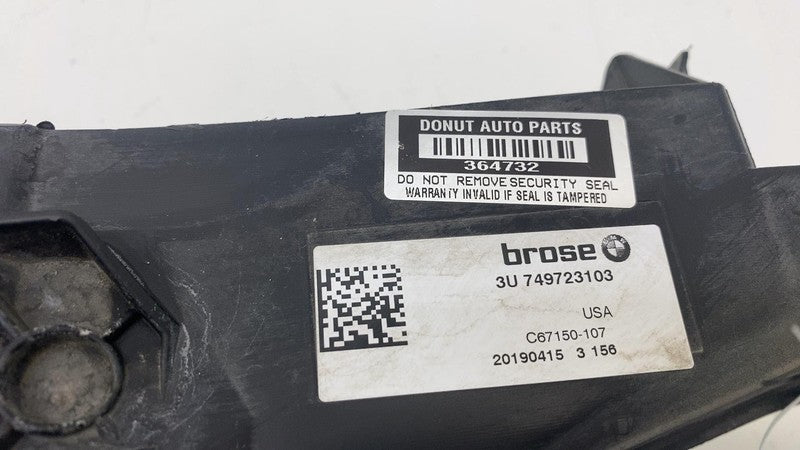 DONUT AUTO PARTS
364732
DO NOT REMOVE SECURITY SEAL
WARRANTY INVALID IF SEAL IS TAMPERED
brose BMW
3U 749723103
USA
C67150-107
20190415 3 156